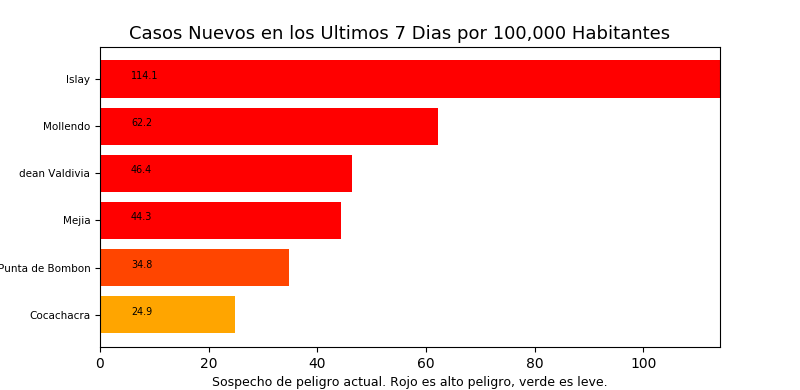 Casos Nuevos en los Ultimos 7 Dias por 100,000 Habitantes
Islay 114.1
Mollendo 62.2
dean Valdivia 46.4
Mejia 44.3
Punta de Bombon 34.8
Cocachacra 24.9
0 20 40 60 80 100
Sospecho de peligro actual. Rojo es alto peligro, verde es leve.